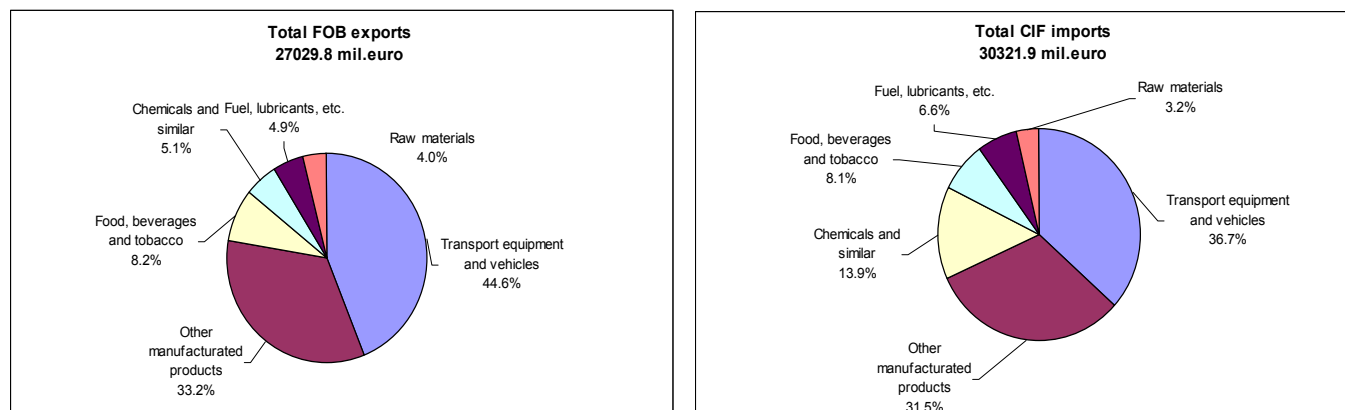 Total FOB exports
27029.8 mil.euro
Chemicals and
similar
5.1%
Fuel, lubricants, etc.
4.9%
Raw materials
4.0%
Food, beverages
and tobacco
8.2%
Transport equipment
and vehicles
44.6%
Other
manufacturated
products
33.2%
Total CIF imports
30321.9 mil.euro
Fuel, lubricants, etc.
6.6%
Raw materials
3.2%
Food, beverages
and tobacco
8.1%
Transport equipment
and vehicles
36.7%
Chemicals and
similar
13.9%
Other
manufacturated
products
31.5%